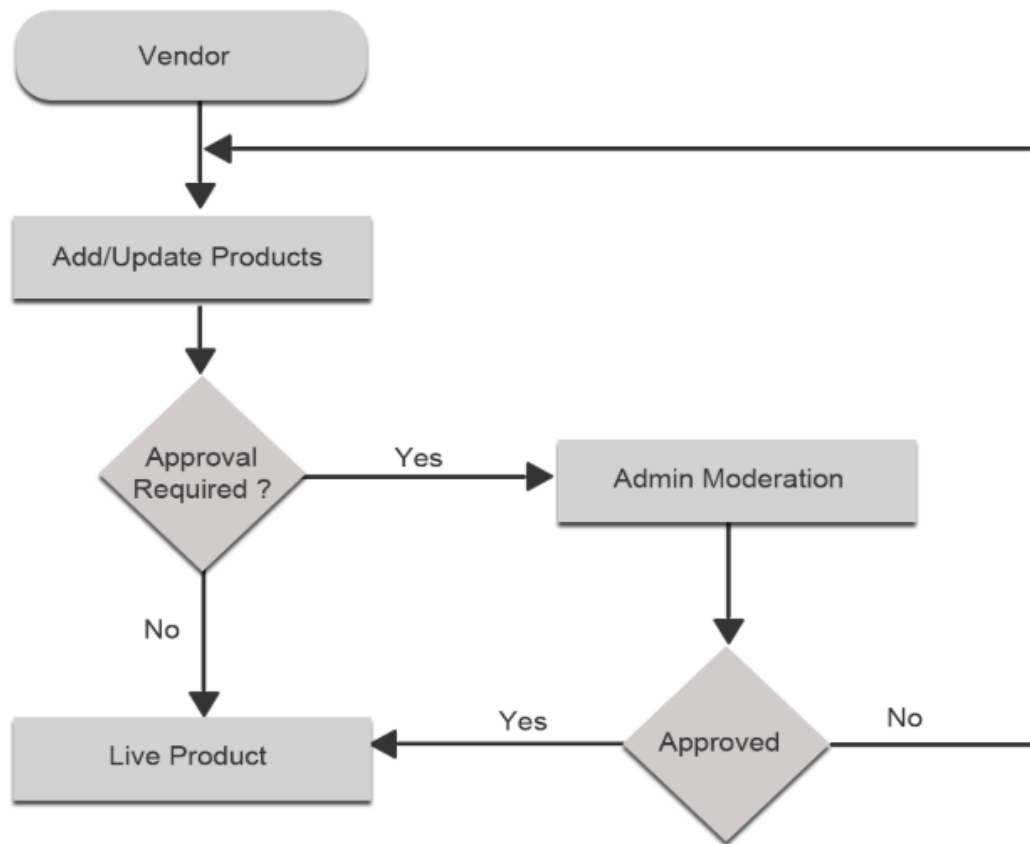 Vendor
Add/Update Products
Approval
Required ?
Yes
Admin Moderation
No
Live Product
Yes
Approved
No